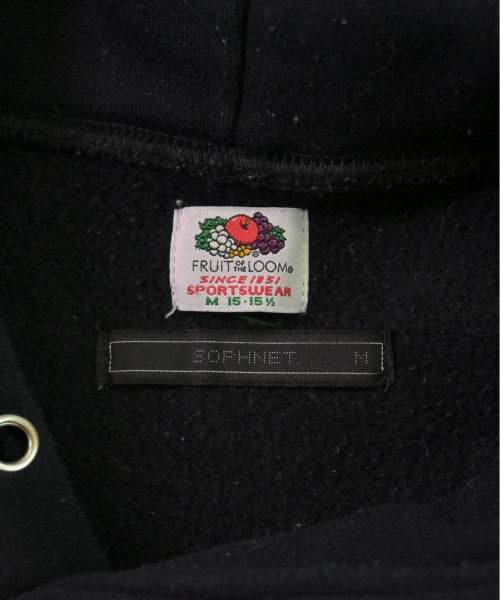 FRUIT OF THE LOOM®
SINCE 1851
SPORTSWEAR
M 15·15½
SOPHNET. M